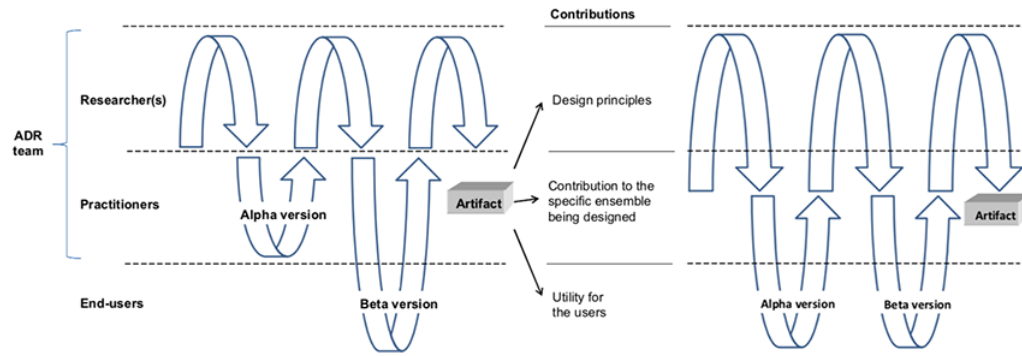 Contributions
Researcher(s)
ADR
team
Design principles
Practitioners
Alpha version
Artifact
Contribution to the
specific ensemble
being designed
Artifact
End-users
Beta version
Utility for
the users
Alpha version
Beta version